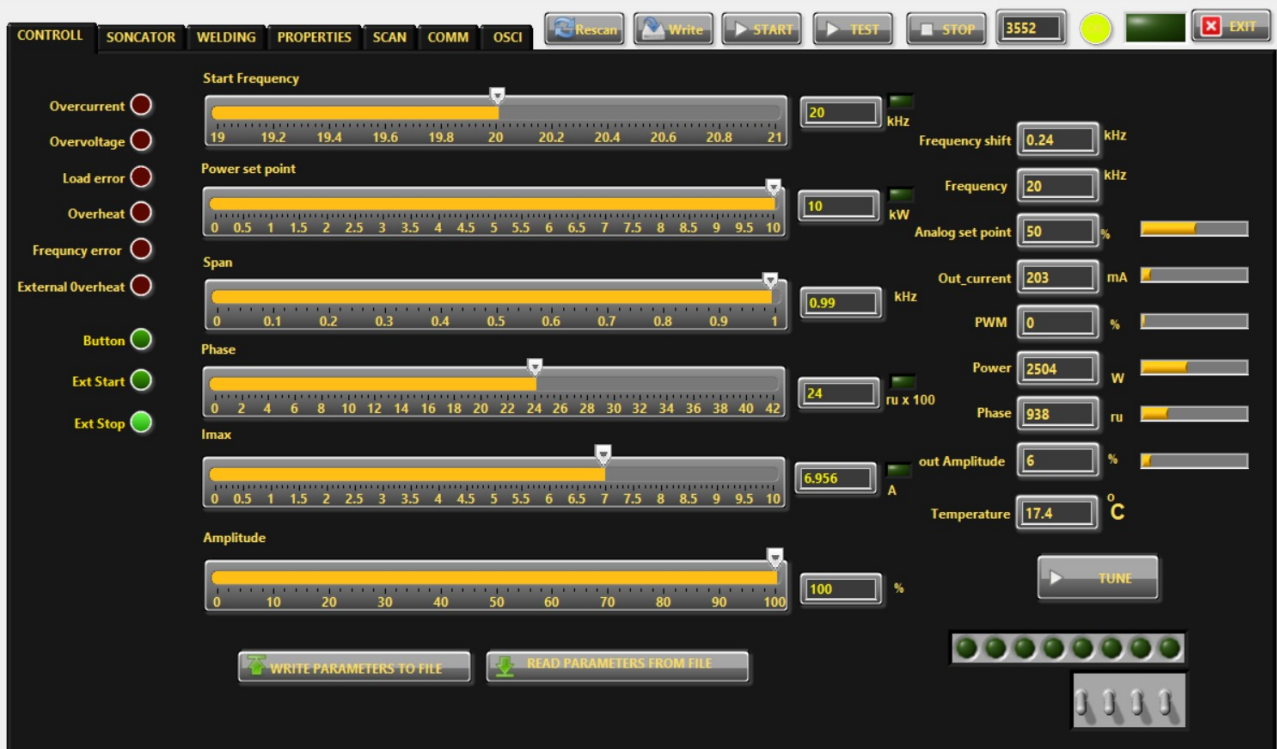 CONTROLL SONCATOR WELDING PROPERTIES SCAN COMM OSCI Rescan Write START TEST STOP 3552 EXIT
Overcurrent
Overvoltage
Load error
Overheat
Frequncy error
External 0verheat
Button
Ext Start
Ext Stop
Start Frequency
19 19.2 19.4 19.6 19.8 20 20.2 20.4 20.6 20.8 21
20 kHz
Power set point
0 0.5 1 1.5 2 2.5 3 3.5 4 4.5 5 5.5 6 6.5 7 7.5 8 8.5 9 9.5 10
10 kW
Span
0 0.1 0.2 0.3 0.4 0.5 0.6 0.7 0.8 0.9 1
0.99 kHz
Phase
0 2 4 6 8 10 12 14 16 18 20 22 24 26 28 30 32 34 36 38 40 42
24 ru x 100
Imax
0 0.5 1 1.5 2 2.5 3 3.5 4 4.5 5 5.5 6 6.5 7 7.5 8 8.5 9 9.5 10
6.956 A
Amplitude
0 10 20 30 40 50 60 70 80 90 100
100 %
WRITE PARAMETERS TO FILE READ PARAMETERS FROM FILE
Frequency shift 0.24 kHz
Frequency 20 kHz
Analog set point 50 %
Out_current 203 mA
PWM 0 %
Power 2504 W
Phase 938 ru
out Amplitude 6 %
Temperature 17.4 °C
TUNE